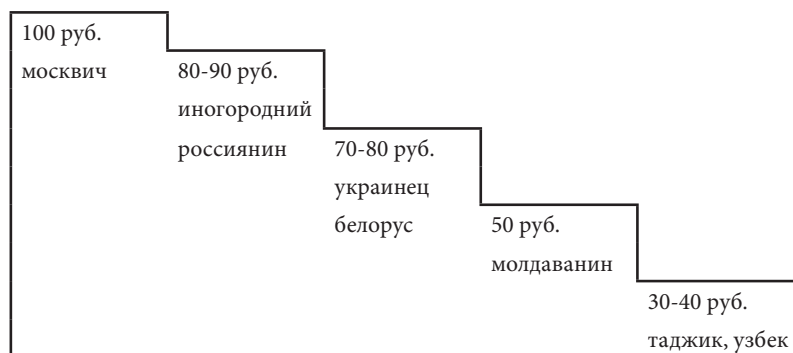 100 руб.
москвич
80-90 руб.
иногородний
россиянин
70-80 руб.
украинец
белорус
50 руб.
молдаванин
30-40 руб.
таджик, узбек